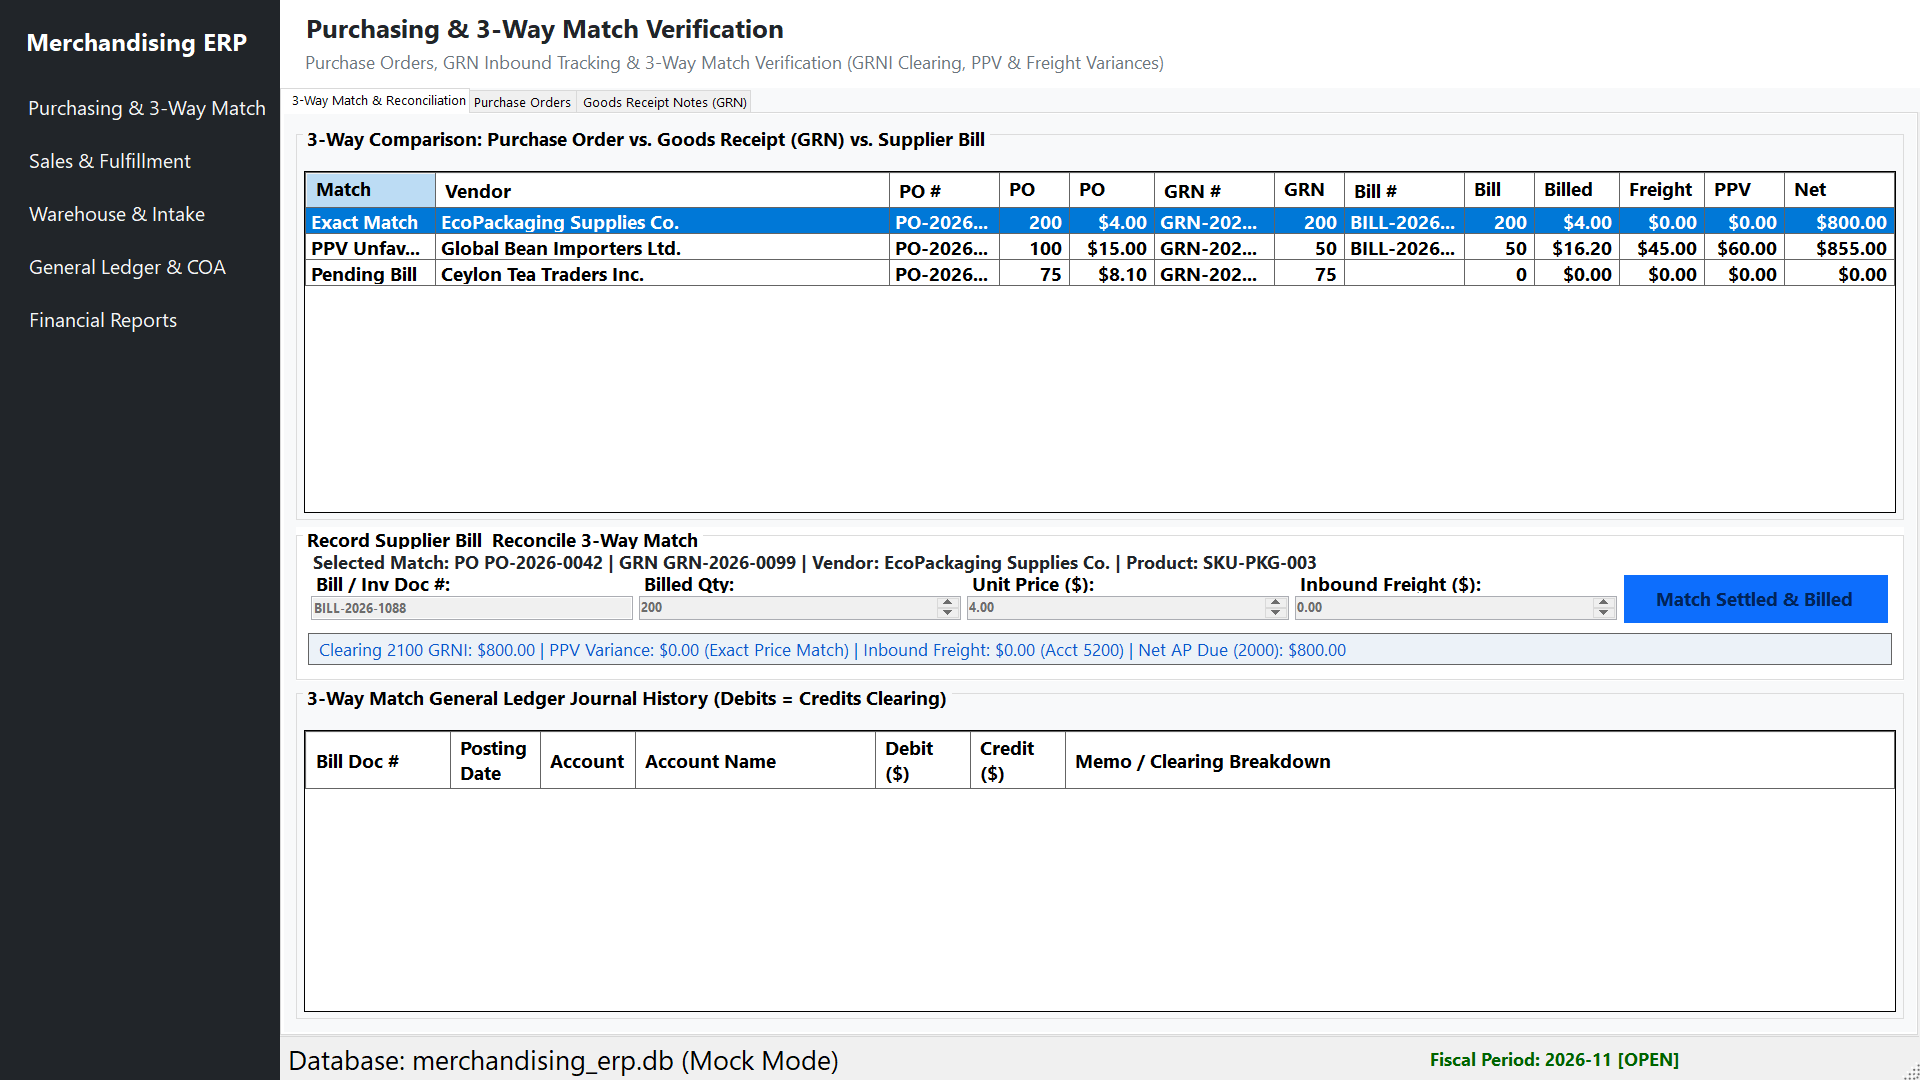 Merchandising ERP
Purchasing & 3-Way Match
Sales & Fulfillment
Warehouse & Intake
General Ledger & COA
Financial Reports
Purchasing & 3-Way Match Verification
Purchase Orders, GRN Inbound Tracking & 3-Way Match Verification (GRNI Clearing, PPV & Freight Variances)
3-Way Match & Reconciliation Purchase Orders Goods Receipt Notes (GRN)
3-Way Comparison: Purchase Order vs. Goods Receipt (GRN) vs. Supplier Bill
Match Vendor PO # PO PO GRN # GRN Bill # Bill Billed Freight PPV Net
Exact Match EcoPackaging Supplies Co. PO-2026... 200 $4.00 GRN-202... 200 BILL-2026... 200 $4.00 $0.00 $0.00 $800.00
PPV Unfav... Global Bean Importers Ltd. PO-2026... 100 $15.00 GRN-202... 50 BILL-2026... 50 $16.20 $45.00 $60.00 $855.00
Pending Bill Ceylon Tea Traders Inc. PO-2026... 75 $8.10 GRN-202... 75 0 $0.00 $0.00 $0.00 $0.00
Record Supplier Bill  Reconcile 3-Way Match
Selected Match: PO PO-2026-0042 | GRN GRN-2026-0099 | Vendor: EcoPackaging Supplies Co. | Product: SKU-PKG-003
Bill / Inv Doc #: Billed Qty: Unit Price ($): Inbound Freight ($):
BILL-2026-1088 200 4.00 0.00 Match Settled & Billed
Clearing 2100 GRNI: $800.00 | PPV Variance: $0.00 (Exact Price Match) | Inbound Freight: $0.00 (Acct 5200) | Net AP Due (2000): $800.00
3-Way Match General Ledger Journal History (Debits = Credits Clearing)
Bill Doc # Posting Date Account Account Name Debit ($) Credit ($) Memo / Clearing Breakdown
Database: merchandising_erp.db (Mock Mode)
Fiscal Period: 2026-11 [OPEN]